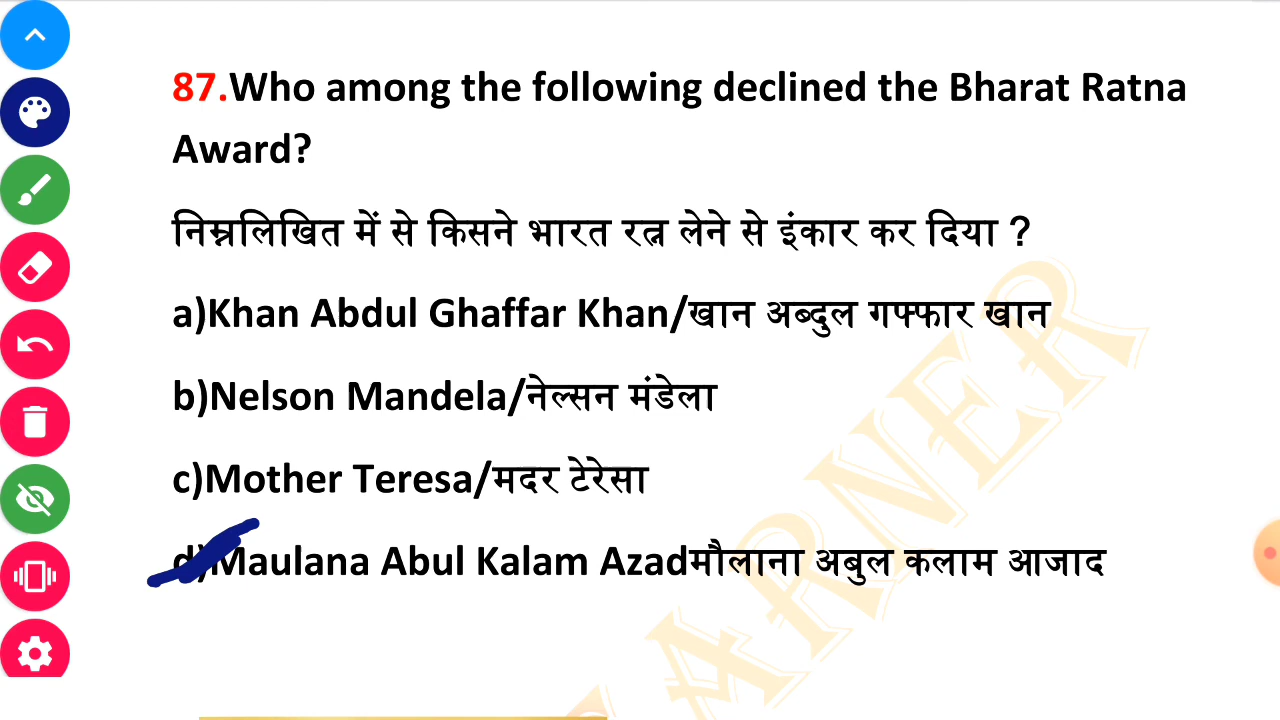 87.Who among the following declined the Bharat Ratna
Award?
निम्नलिखित में से किसने भारत रत्न लेने से इंकार कर दिया ?
a)Khan Abdul Ghaffar Khan/खान अब्दुल गफ्फार खान
b)Nelson Mandela/नेल्सन मंडेला
c)Mother Teresa/मदर टेरेसा
d)Maulana Abul Kalam Azadमौलाना अबुल कलाम आजाद